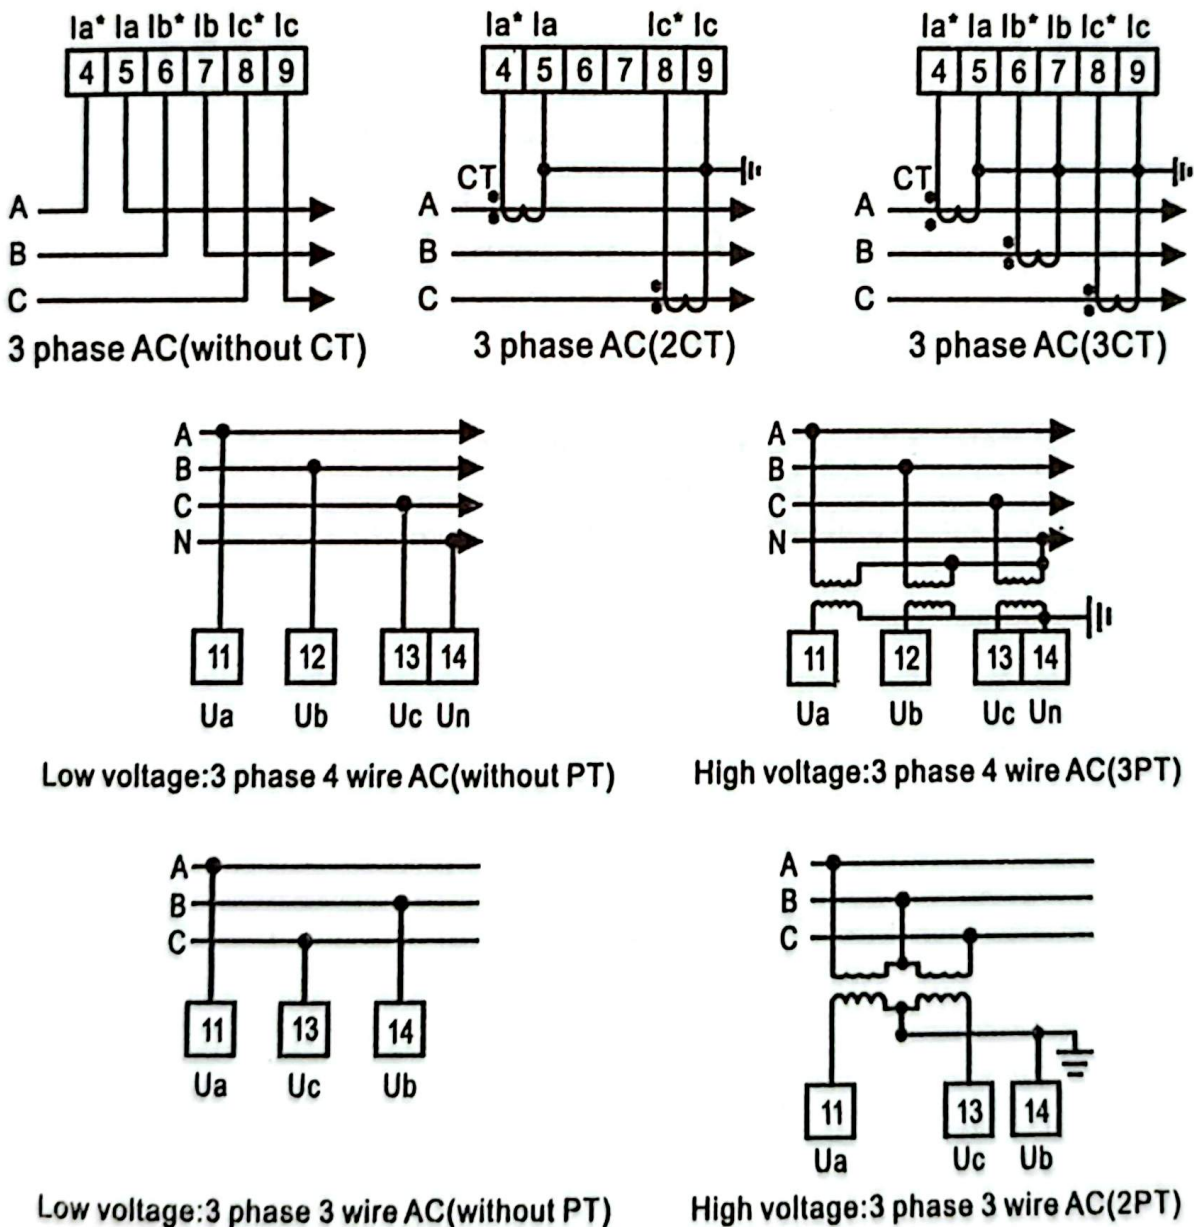 Ia* Ia Ib* Ib Ic* Ic
4 5 6 7 8 9
A
B
C
3 phase AC(without CT)
Ia* Ia Ic* Ic
4 5 6 7 8 9
CT
A
B
C
3 phase AC(2CT)
Ia* Ia Ib* Ib Ic* Ic
4 5 6 7 8 9
CT
A
B
C
3 phase AC(3CT)
A
B
C
N
11 12 13 14
Ua Ub Uc Un
Low voltage:3 phase 4 wire AC(without PT)
A
B
C
N
11 12 13 14
Ua Ub Uc Un
High voltage:3 phase 4 wire AC(3PT)
A
B
C
11 13 14
Ua Uc Ub
Low voltage:3 phase 3 wire AC(without PT)
A
B
C
11 13 14
Ua Uc Ub
High voltage:3 phase 3 wire AC(2PT)